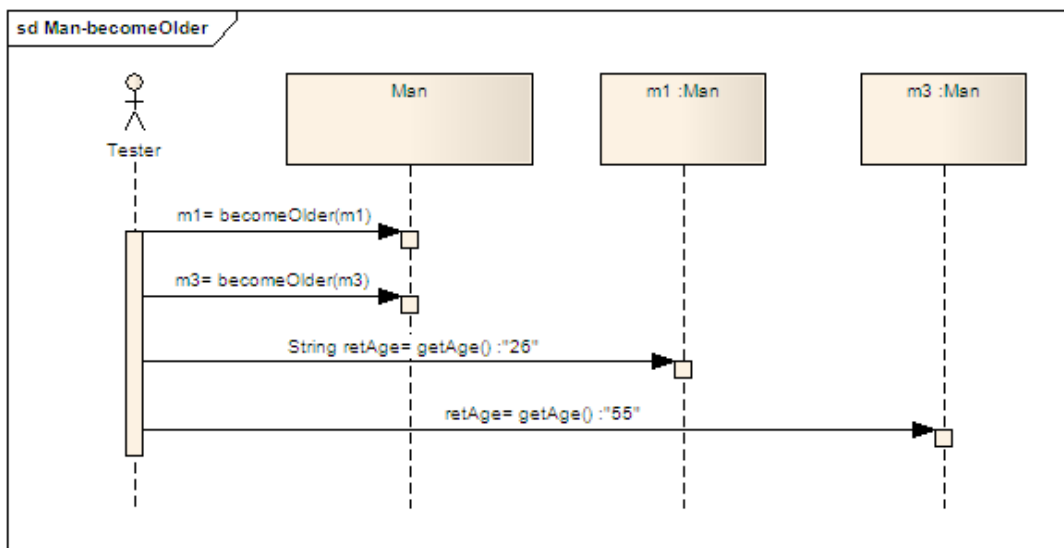 sd Man-becomeOlder
Man
m1 :Man
m3 :Man
Tester
m1= becomeOlder(m1)
m3= becomeOlder(m3)
String retAge= getAge() :"26"
retAge= getAge() :"55"